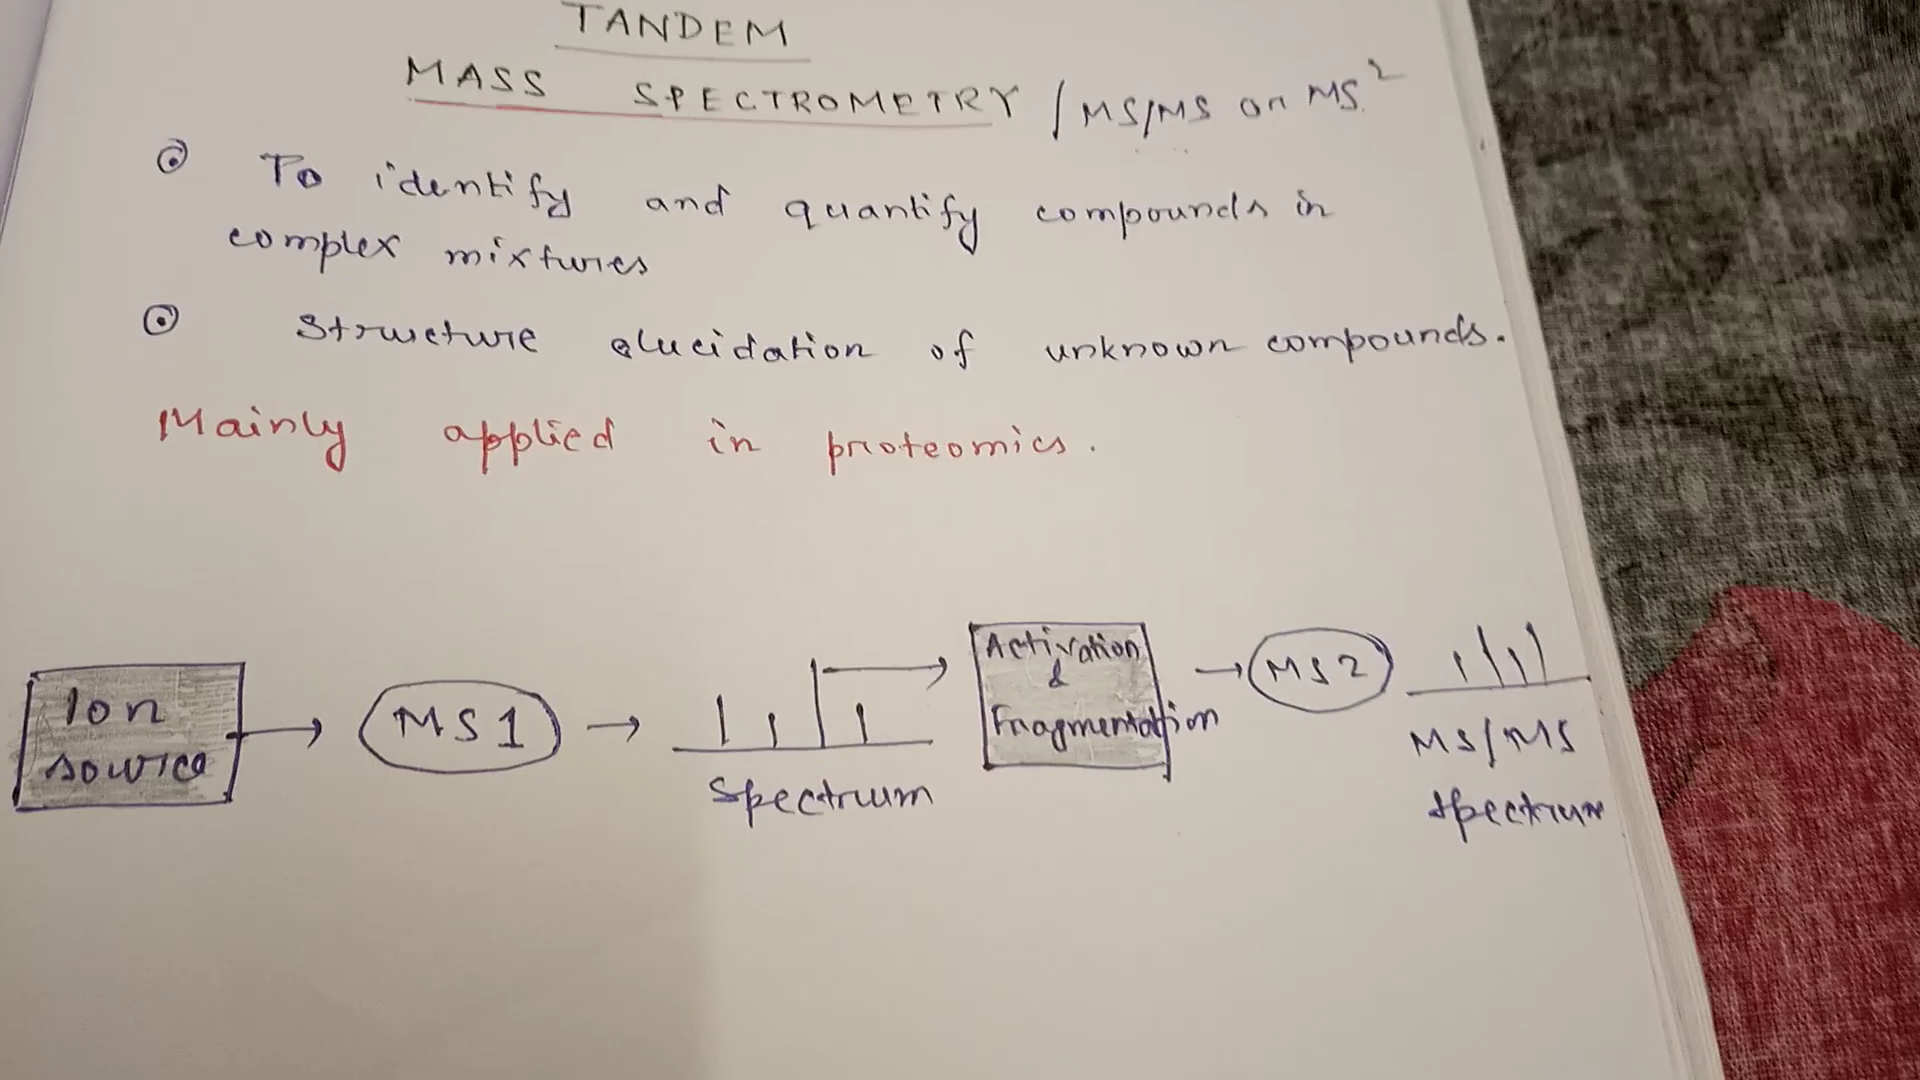 TANDEM
MASS SPECTROMETRY / MS/MS or MS²
To identify and quantify compounds in
complex mixtures
Structure elucidation of unknown compounds.
Mainly applied in proteomics.
Ion
source
MS1
Spectrum
Activation
&
Fragmentation
MS2
MS/MS
spectrum